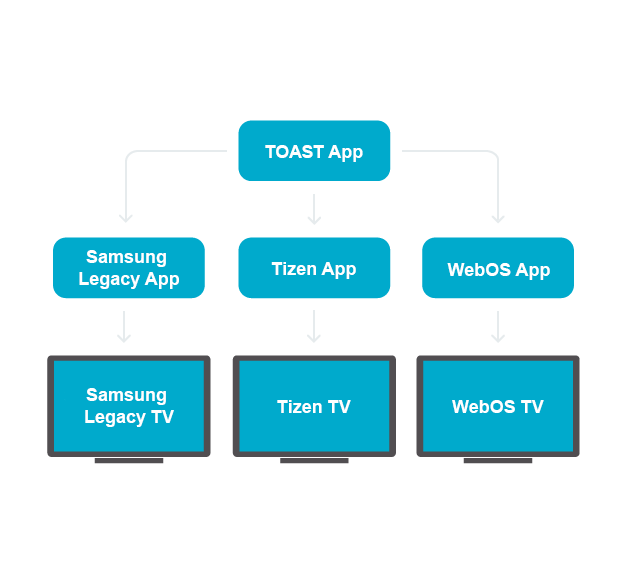 TOAST App
Samsung
Legacy App
Tizen App
WebOS App
Samsung
Legacy TV
Tizen TV
WebOS TV